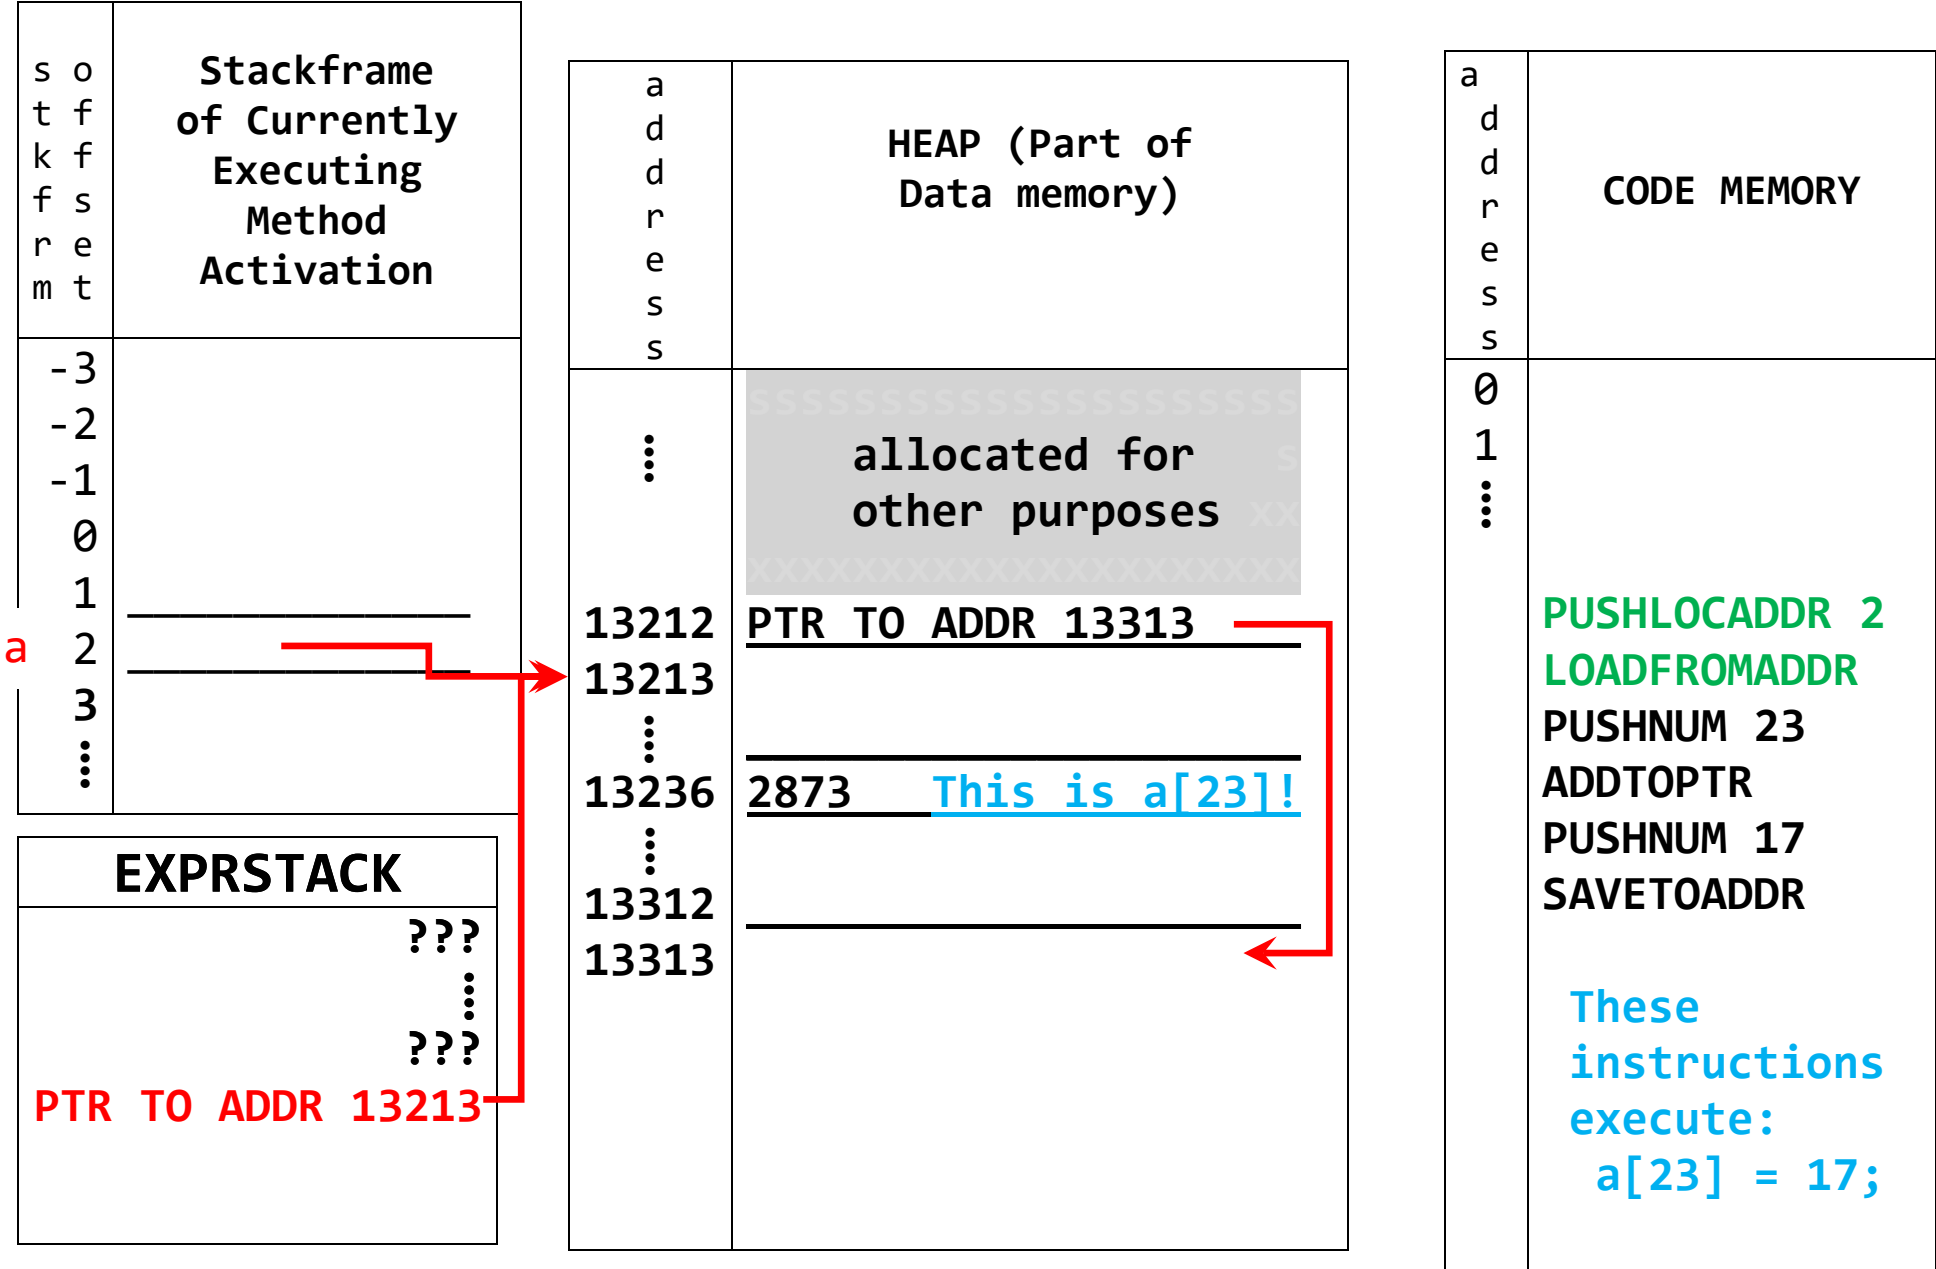 s o
t f
k f
f s
r e
m t
Stackframe
of Currently
Executing
Method
Activation
-3
-2
-1
0
1
a 2
3
EXPRSTACK
???
???
PTR TO ADDR 13213
a
d
d
r
e
s
s
HEAP (Part of
Data memory)
sssssssssssssssssssss
allocated for s
other purposes xx
xxxxxxxxxxxxxxxxxxxxx
13212 PTR TO ADDR 13313
13213
13236 2873 This is a[23]!
13312
13313
a
d
d
r
e
s
s
CODE MEMORY
0
1
PUSHLOCADDR 2
LOADFROMADDR
PUSHNUM 23
ADDTOPTR
PUSHNUM 17
SAVETOADDR
These
instructions
execute:
a[23] = 17;